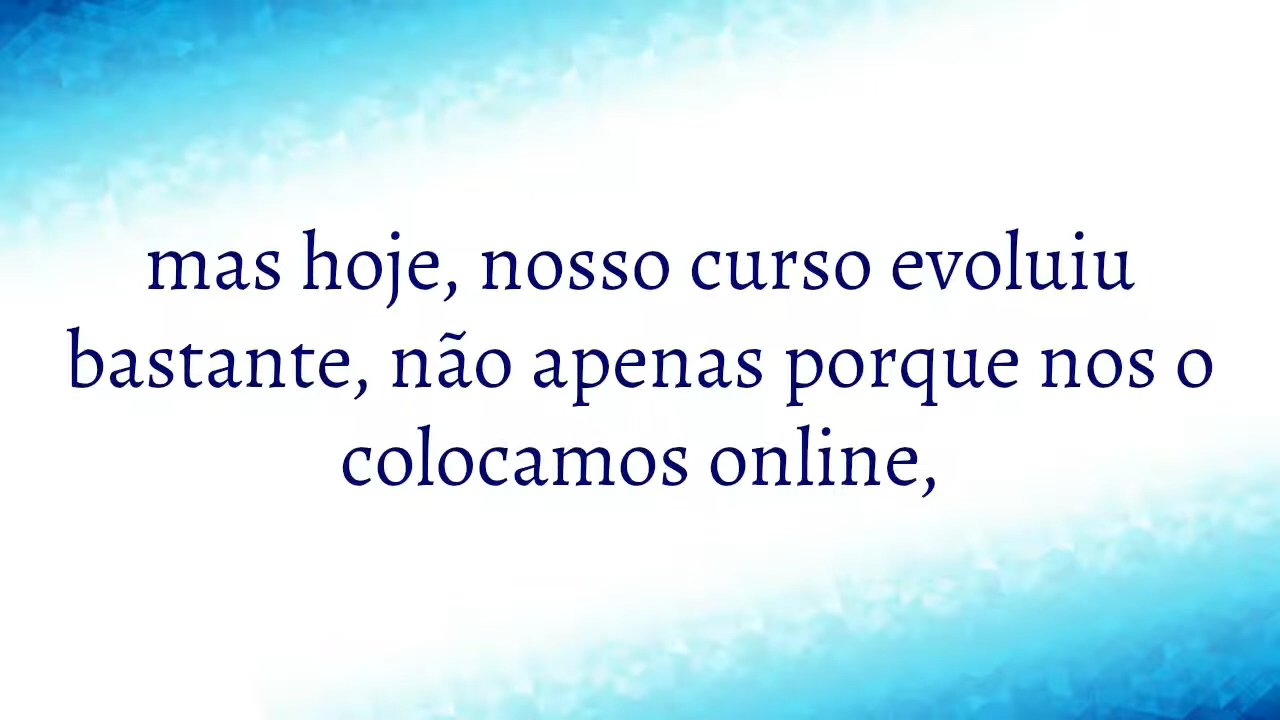 mas hoje, nosso curso evoluiu
bastante, não apenas porque nos o
colocamos online,